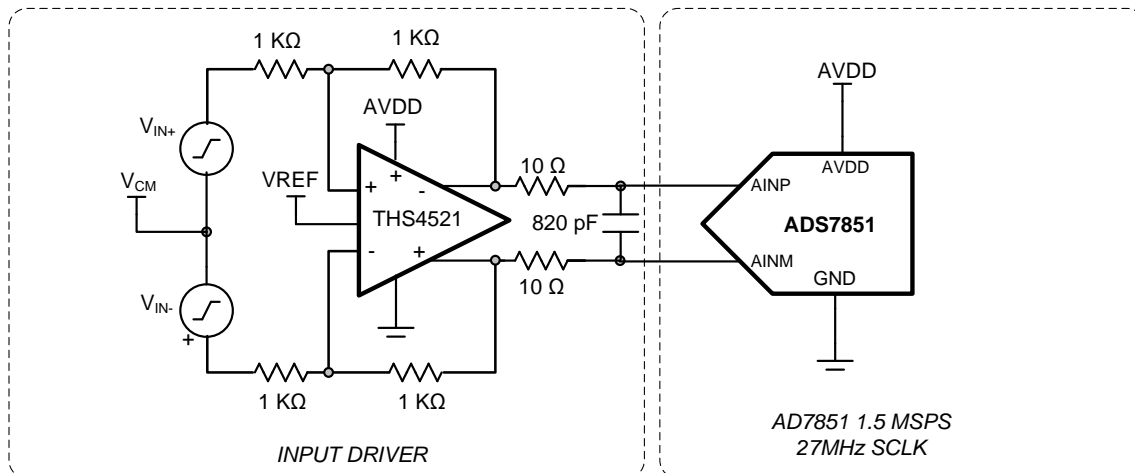 1 KΩ
1 KΩ
AVDD
AVDD
VIN+
10 Ω
VCM
VREF
+
-
+
THS4521
-
+
820 pF
AINP
AVDD
ADS7851
AINM
GND
10 Ω
VIN-
+
1 KΩ
1 KΩ
INPUT DRIVER
AD7851 1.5 MSPS
27MHz SCLK